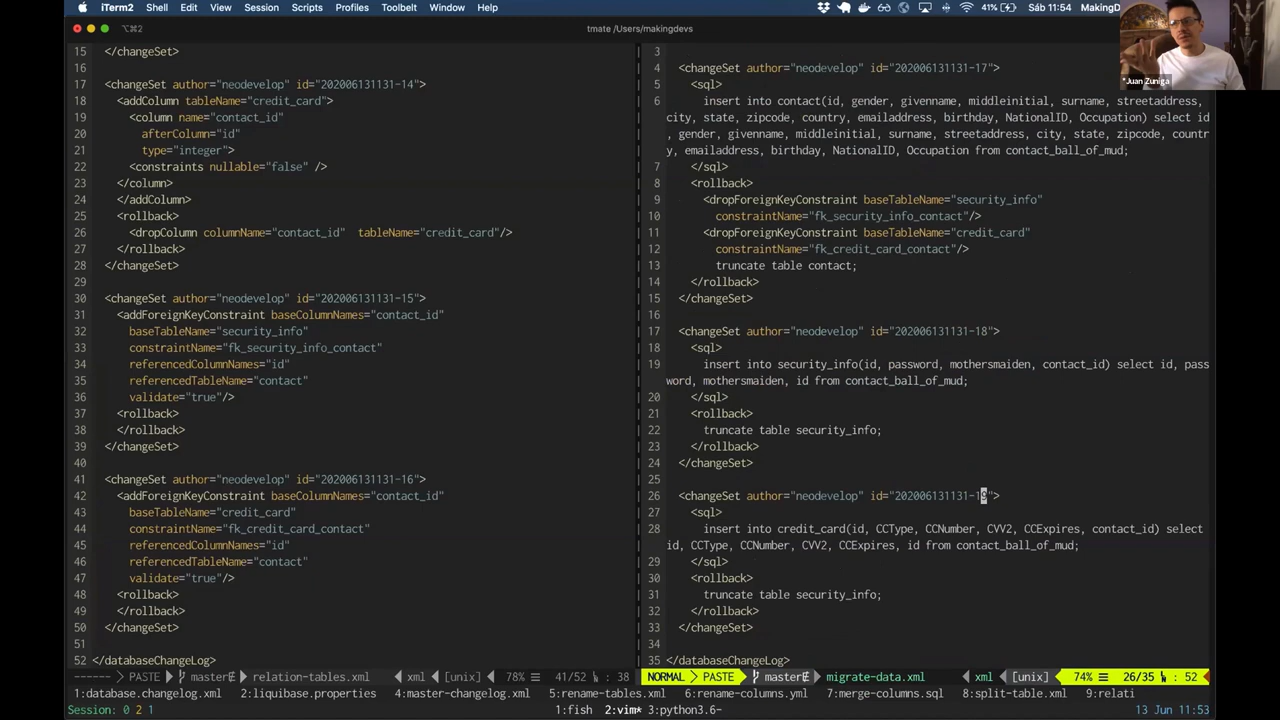 iTerm2 Shell Edit View Session Scripts Profiles Toolbelt Window Help 41% Sáb 11:54 MakingD
⌥⌘2 tmate /Users/makingdevs
*Juan Zuniga
15 </changeSet>
16
17 <changeSet author="neodevelop" id="202006131131-14">
18 <addColumn tableName="credit_card">
19 <column name="contact_id"
20 afterColumn="id"
21 type="integer">
22 <constraints nullable="false" />
23 </column>
24 </addColumn>
25 <rollback>
26 <dropColumn columnName="contact_id" tableName="credit_card"/>
27 </rollback>
28 </changeSet>
29
30 <changeSet author="neodevelop" id="202006131131-15">
31 <addForeignKeyConstraint baseColumnNames="contact_id"
32 baseTableName="security_info"
33 constraintName="fk_security_info_contact"
34 referencedColumnNames="id"
35 referencedTableName="contact"
36 validate="true"/>
37 <rollback>
38 </rollback>
39 </changeSet>
40
41 <changeSet author="neodevelop" id="202006131131-16">
42 <addForeignKeyConstraint baseColumnNames="contact_id"
43 baseTableName="credit_card"
44 constraintName="fk_credit_card_contact"
45 referencedColumnNames="id"
46 referencedTableName="contact"
47 validate="true"/>
48 <rollback>
49 </rollback>
50 </changeSet>
51
52 </databaseChangeLog>
3
4 <changeSet author="neodevelop" id="202006131131-17">
5 <sql>
6 insert into contact(id, gender, givenname, middleinitial, surname, streetaddress,
city, state, zipcode, country, emailaddress, birthday, NationalID, Occupation) select id
, gender, givenname, middleinitial, surname, streetaddress, city, state, zipcode, countr
y, emailaddress, birthday, NationalID, Occupation from contact_ball_of_mud;
7 </sql>
8 <rollback>
9 <dropForeignKeyConstraint baseTableName="security_info"
10 constraintName="fk_security_info_contact"/>
11 <dropForeignKeyConstraint baseTableName="credit_card"
12 constraintName="fk_credit_card_contact"/>
13 truncate table contact;
14 </rollback>
15 </changeSet>
16
17 <changeSet author="neodevelop" id="202006131131-18">
18 <sql>
19 insert into security_info(id, password, mothersmaiden, contact_id) select id, pass
word, mothersmaiden, id from contact_ball_of_mud;
20 </sql>
21 <rollback>
22 truncate table security_info;
23 </rollback>
24 </changeSet>
25
26 <changeSet author="neodevelop" id="202006131131-19">
27 <sql>
28 insert into credit_card(id, CCType, CCNumber, CVV2, CCExpires, contact_id) select
id, CCType, CCNumber, CVV2, CCExpires, id from contact_ball_of_mud;
29 </sql>
30 <rollback>
31 truncate table security_info;
32 </rollback>
33 </changeSet>
34
35 </databaseChangeLog>
------ PASTE master relation-tables.xml xml [unix] 78% 41/52 : 38
NORMAL PASTE master migrate-data.xml xml [unix] 74% 26/35 : 52
1:database.changelog.xml 2:liquibase.properties 4:master-changelog.xml 5:rename-tables.xml 6:rename-columns.yml 7:merge-columns.sql 8:split-table.xml 9:relati
Session: 0 2 1 1:fish 2:vim* 3:python3.6- 13 Jun 11:53